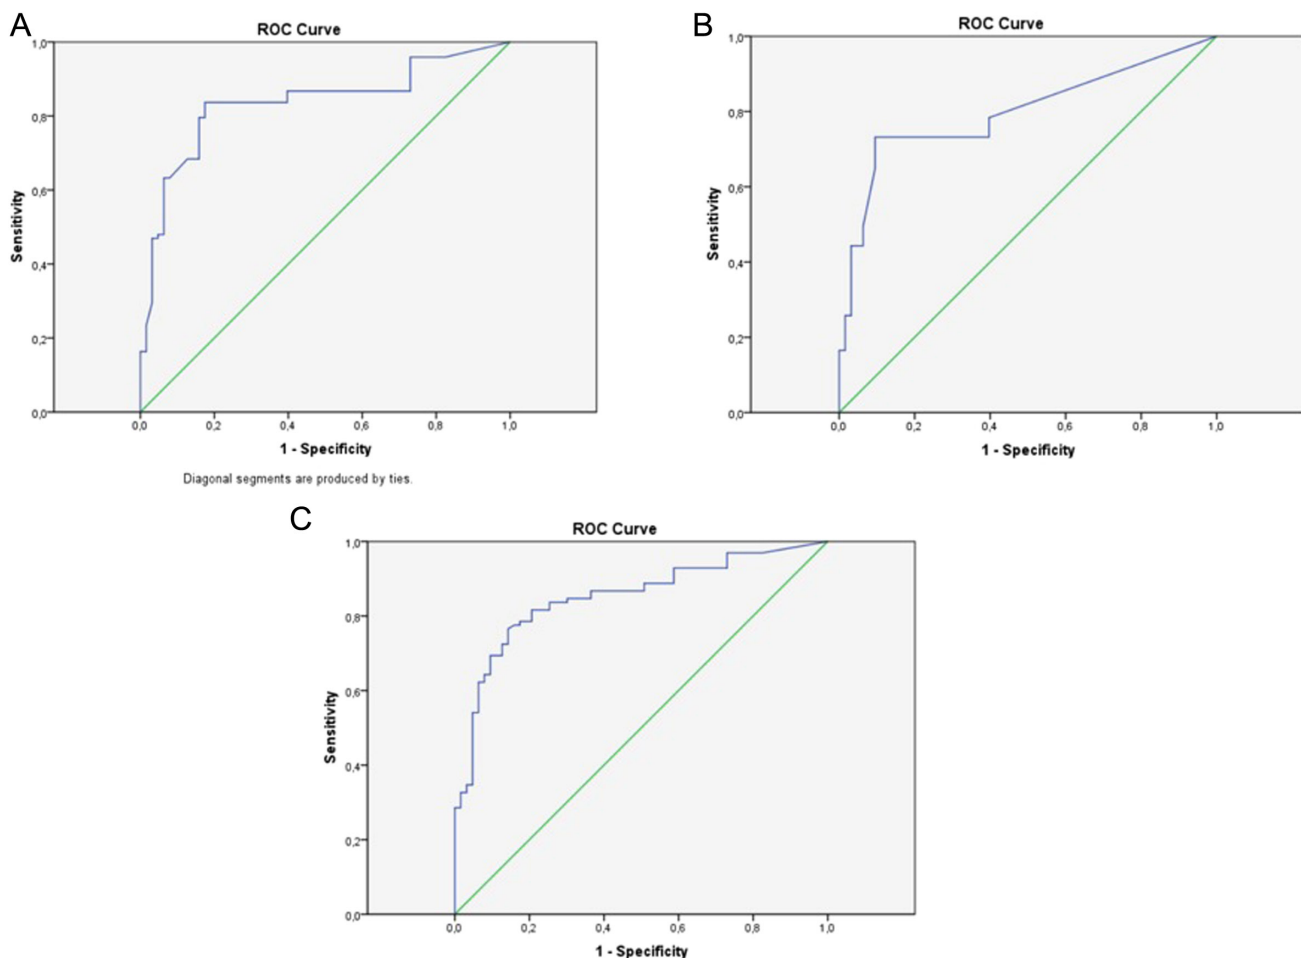 A
ROC Curve
1,0
0,8
0,6
0,4
0,2
0,0
Sensitivity
0,0 0,2 0,4 0,6 0,8 1,0
1 - Specificity
Diagonal segments are produced by ties.
B
ROC Curve
1,0
0,8
0,6
0,4
0,2
0,0
Sensitivity
0,0 0,2 0,4 0,6 0,8 1,0
1 - Specificity
C
ROC Curve
1,0
0,8
0,6
0,4
0,2
0,0
Sensitivity
0,0 0,2 0,4 0,6 0,8 1,0
1 - Specificity